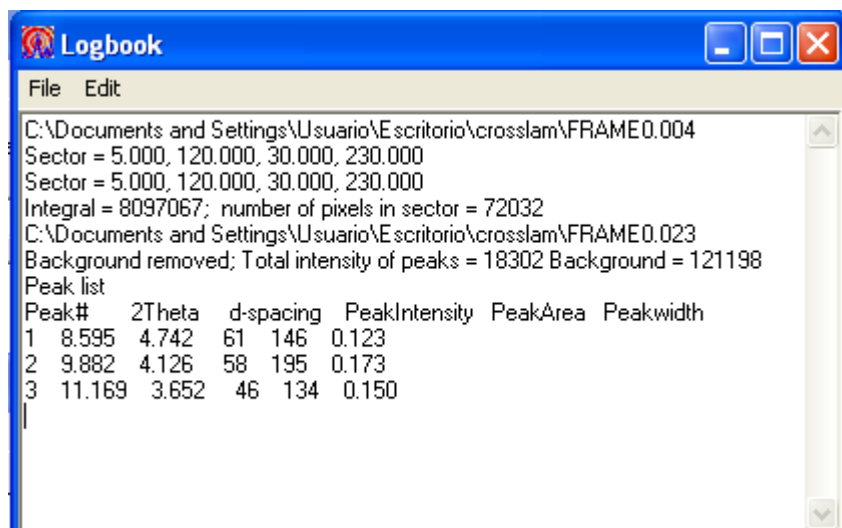 Logbook
File Edit
C:\Documents and Settings\Usuario\Escritorio\crosslam\FRAME0.004
Sector = 5.000, 120.000, 30.000, 230.000
Sector = 5.000, 120.000, 30.000, 230.000
Integral = 8097067;  number of pixels in sector = 72032
C:\Documents and Settings\Usuario\Escritorio\crosslam\FRAME0.023
Background removed; Total intensity of peaks = 18302 Background = 121198
Peak list
Peak# 2Theta d-spacing PeakIntensity PeakArea Peakwidth
1 8.595 4.742 61 146 0.123
2 9.882 4.126 58 195 0.173
3 11.169 3.652 46 134 0.150